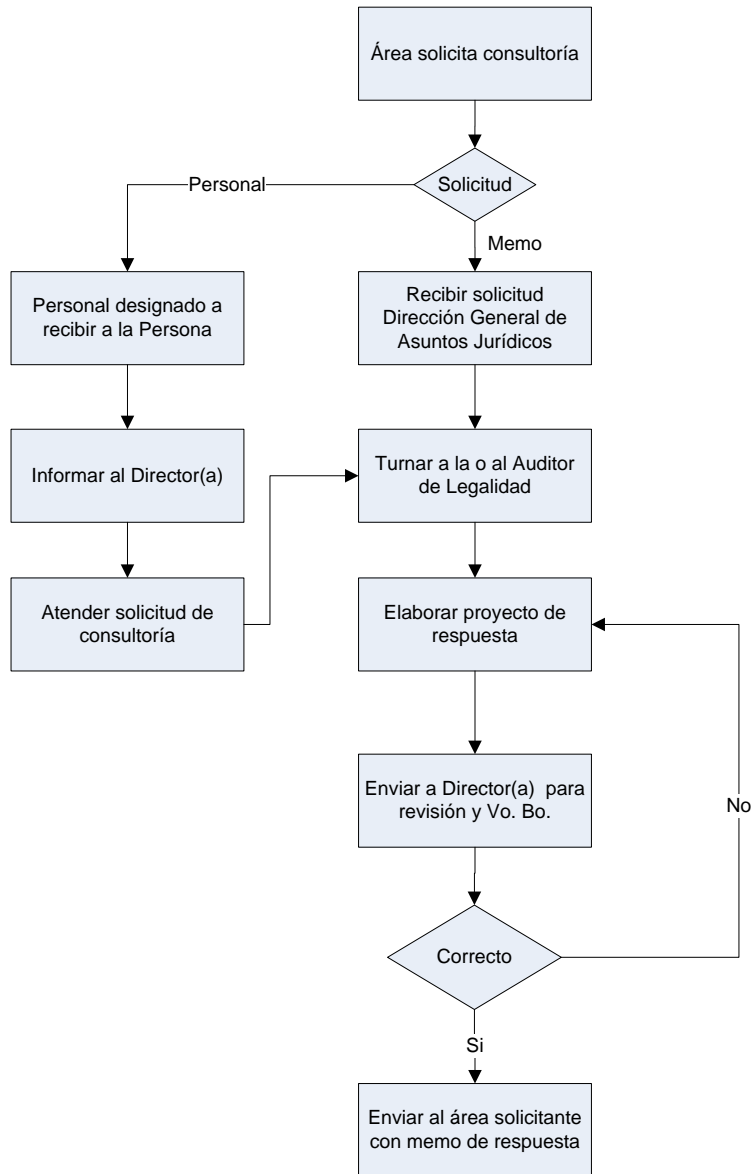 Área solicita consultoría
Solicitud
Personal
Memo
Personal designado a
recibir a la Persona
Recibir solicitud
Dirección General de
Asuntos Jurídicos
Informar al Director(a)
Turnar a la o al Auditor
de Legalidad
Atender solicitud de
consultoría
Elaborar proyecto de
respuesta
Enviar a Director(a) para
revisión y Vo. Bo.
No
Correcto
Si
Enviar al área solicitante
con memo de respuesta